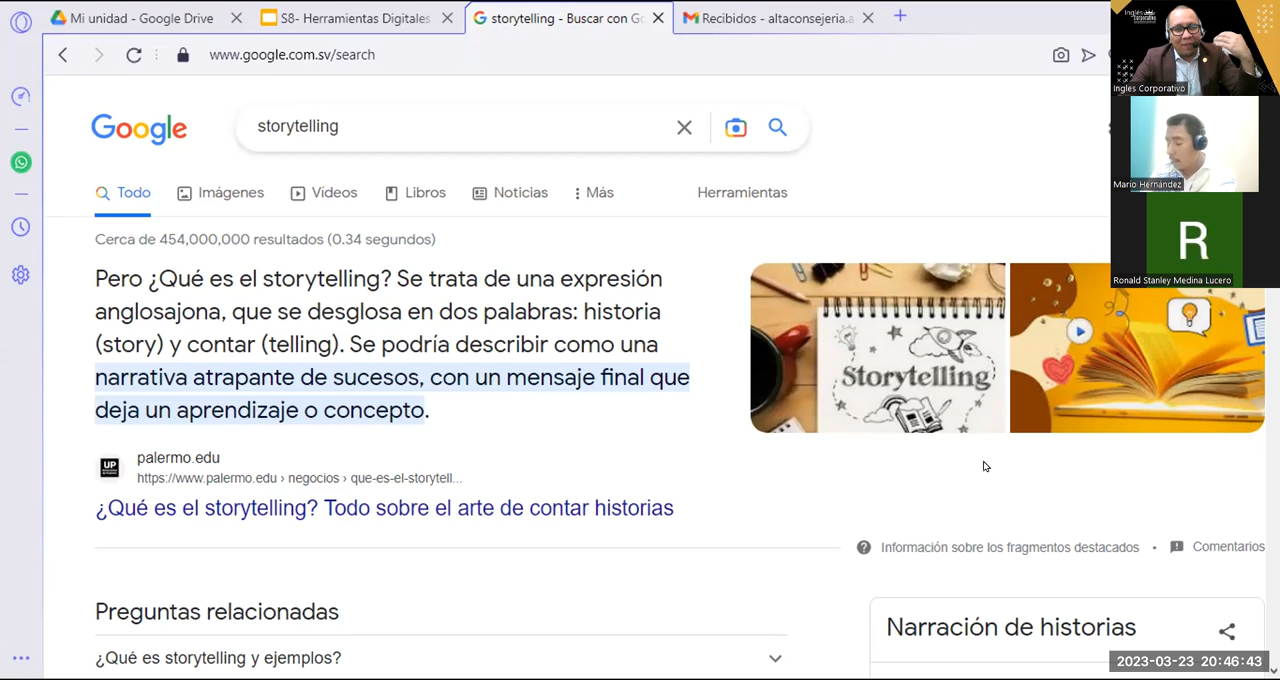 Mi unidad - Google Drive
S8- Herramientas Digitales
storytelling - Buscar con Go
Recibidos - altaconsejeria.a
www.google.com.sv/search
Google
storytelling
Todo
Imágenes
Videos
Libros
Noticias
Más
Herramientas
Cerca de 454,000,000 resultados (0.34 segundos)
Pero ¿Qué es el storytelling? Se trata de una expresión
anglosajona, que se desglosa en dos palabras: historia
(story) y contar (telling). Se podría describir como una
narrativa atrapante de sucesos, con un mensaje final que
deja un aprendizaje o concepto.
Storytelling
UP
palermo.edu
https://www.palermo.edu › negocios › que-es-el-storytell...
¿Qué es el storytelling? Todo sobre el arte de contar historias
Información sobre los fragmentos destacados
Comentarios
Preguntas relacionadas
¿Qué es storytelling y ejemplos?
Narración de historias
Inglés
Corporativo
Ingles Corporativo
Mario Hernández
R
Ronald Stanley Medina Lucero
2023-03-23 20:46:43